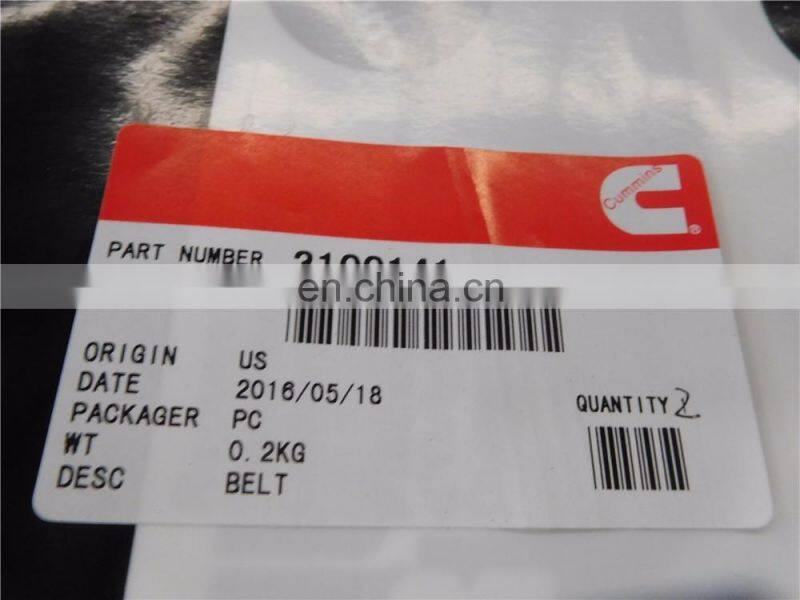 Cummins
®
PART NUMBER
en.china.cn
ORIGIN US
DATE 2016/05/18
PACKAGER PC
WT 0.2KG
DESC BELT
QUANTITY 2